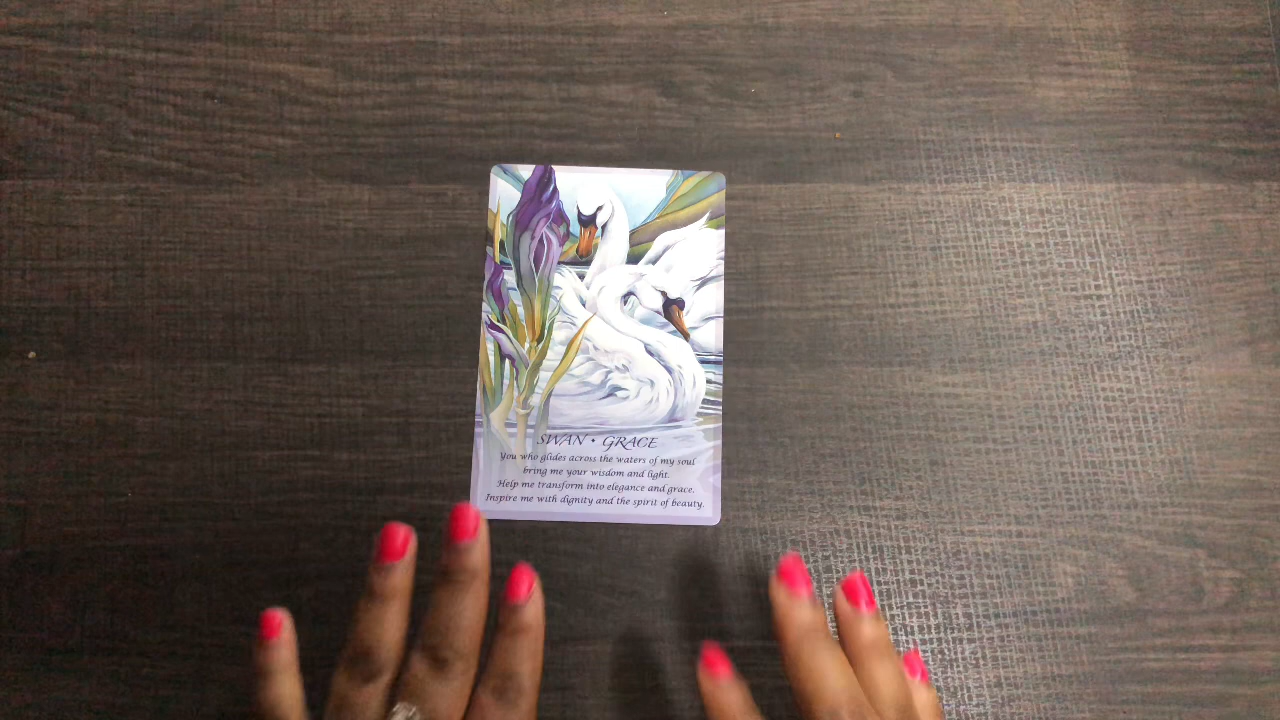 SWAN • GRACE
You who glides across the waters of my soul
bring me your wisdom and light.
Help me transform into elegance and grace.
Inspire me with dignity and the spirit of beauty.